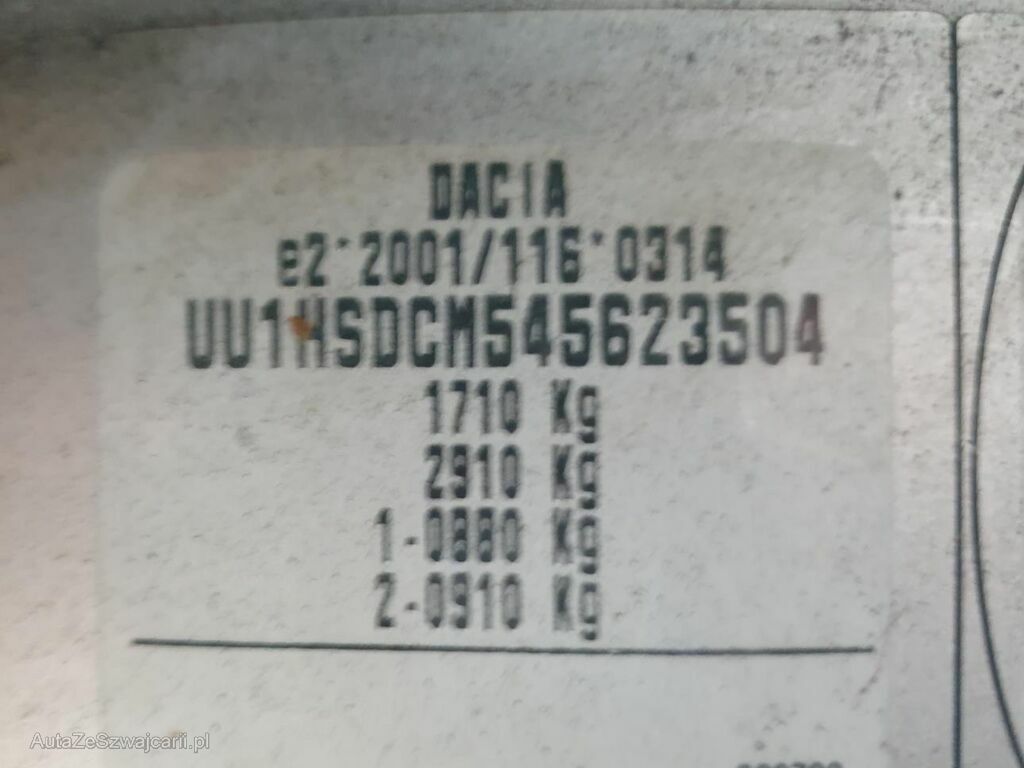 DACIA
e2*2001/116*0314
UU1HSDCM545623504
1710 Kg
2910 Kg
1-0880 Kg
2-0910 Kg
AutaZeSzwajcarii.pl